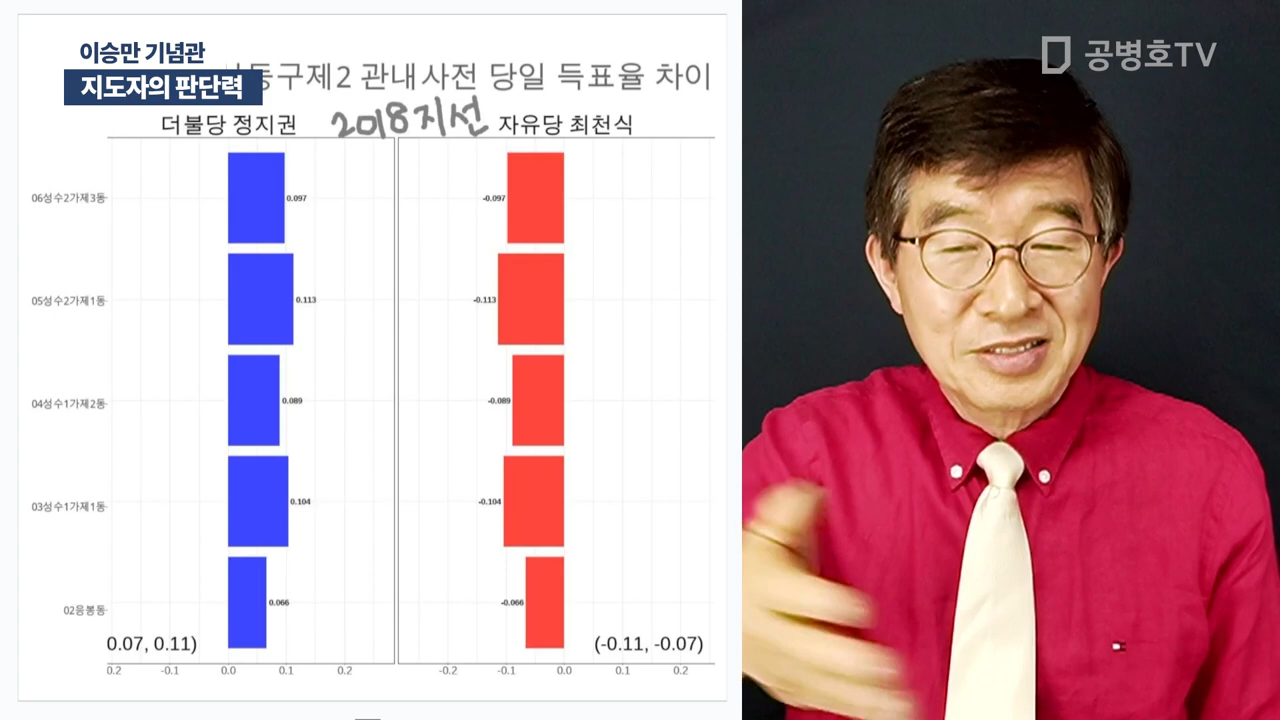 이승만 기념관
지도자의 판단력
동구제2 관내사전 당일 득표율 차이
2018지선
더불당 정지권
자유당 최천식
06성수2가제3동
0.097
-0.097
05성수2가제1동
0.113
-0.113
04성수1가제2동
0.089
-0.089
03성수1가제1동
0.104
-0.104
02응봉동
0.066
-0.066
0.07, 0.11)
(-0.11, -0.07)
0.2 -0.1 0.0 0.1 0.2
-0.2 -0.1 0.0 0.1 0.2
공병호TV